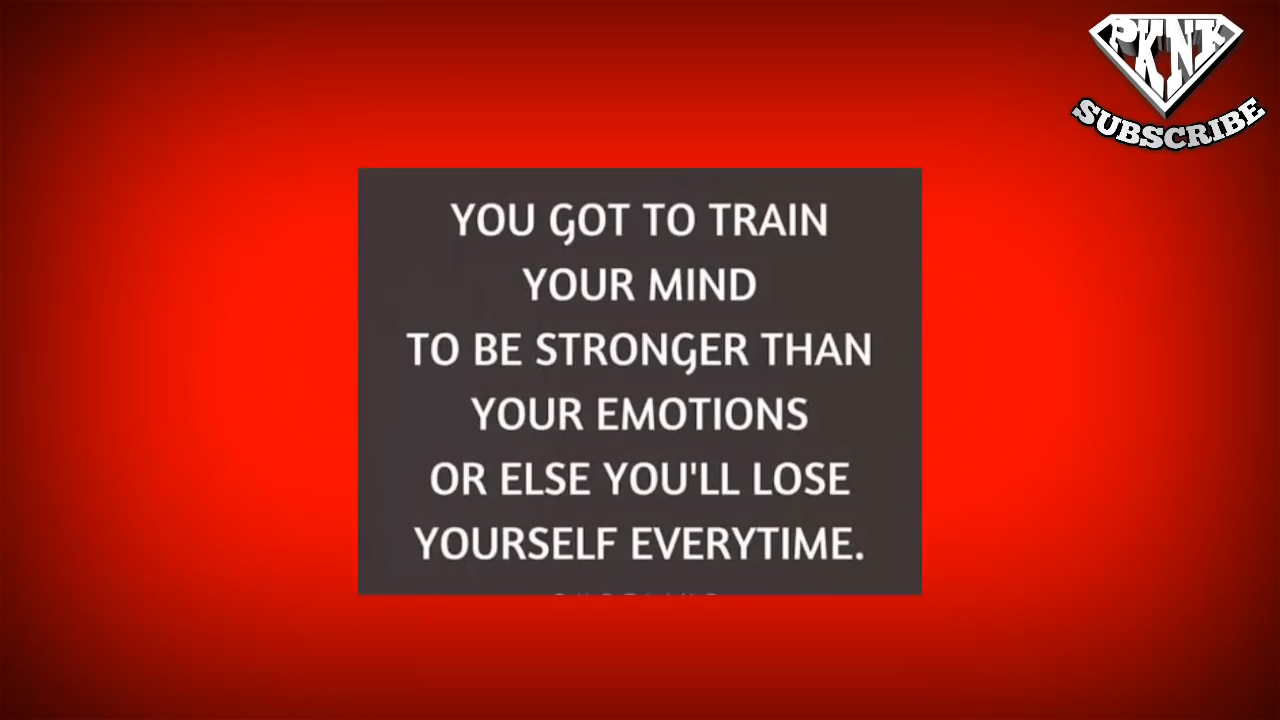 PKNK
SUBSCRIBE
YOU GOT TO TRAIN
YOUR MIND
TO BE STRONGER THAN
YOUR EMOTIONS
OR ELSE YOU'LL LOSE
YOURSELF EVERYTIME.